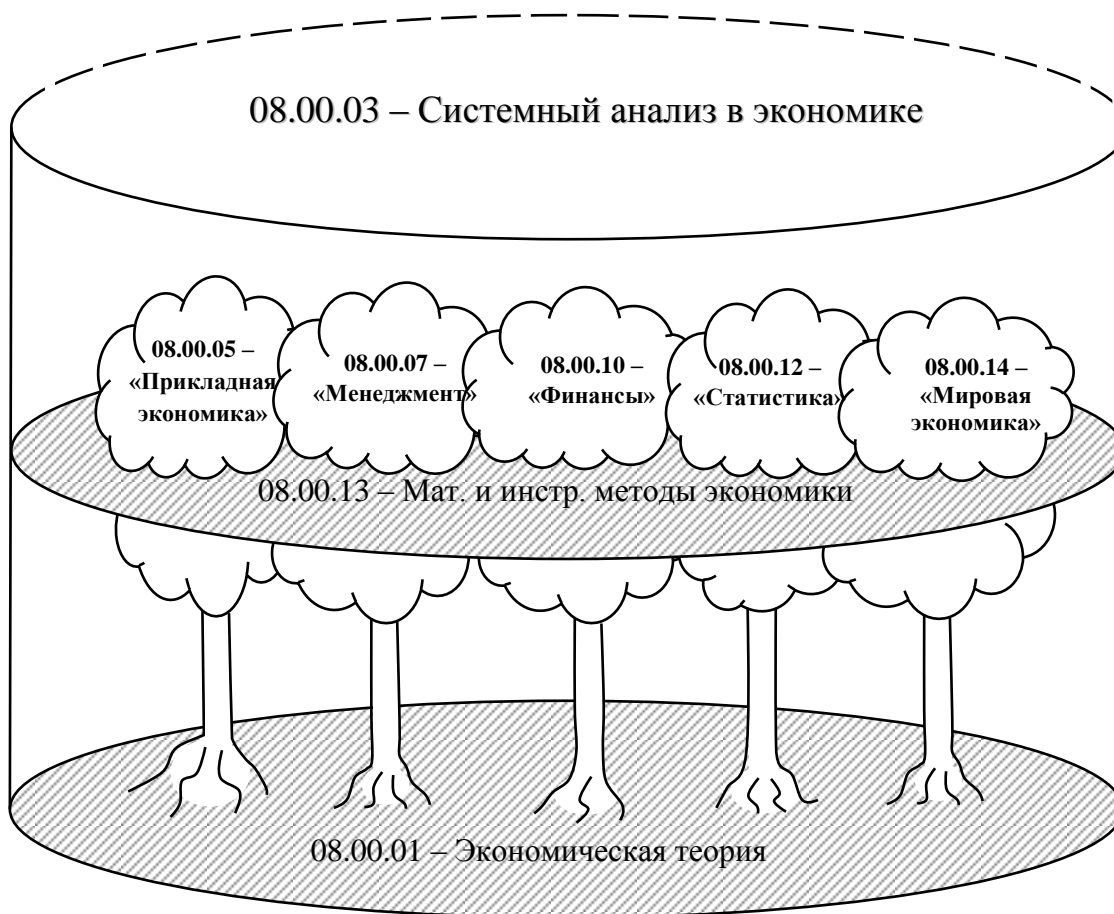 08.00.03 – Системный анализ в экономике
08.00.05 –
«Прикладная
экономика»
08.00.07 –
«Менеджмент»
08.00.10 –
«Финансы»
08.00.12 –
«Статистика»
08.00.14 –
«Мировая
экономика»
08.00.13 – Мат. и инстр. методы экономики
08.00.01 – Экономическая теория